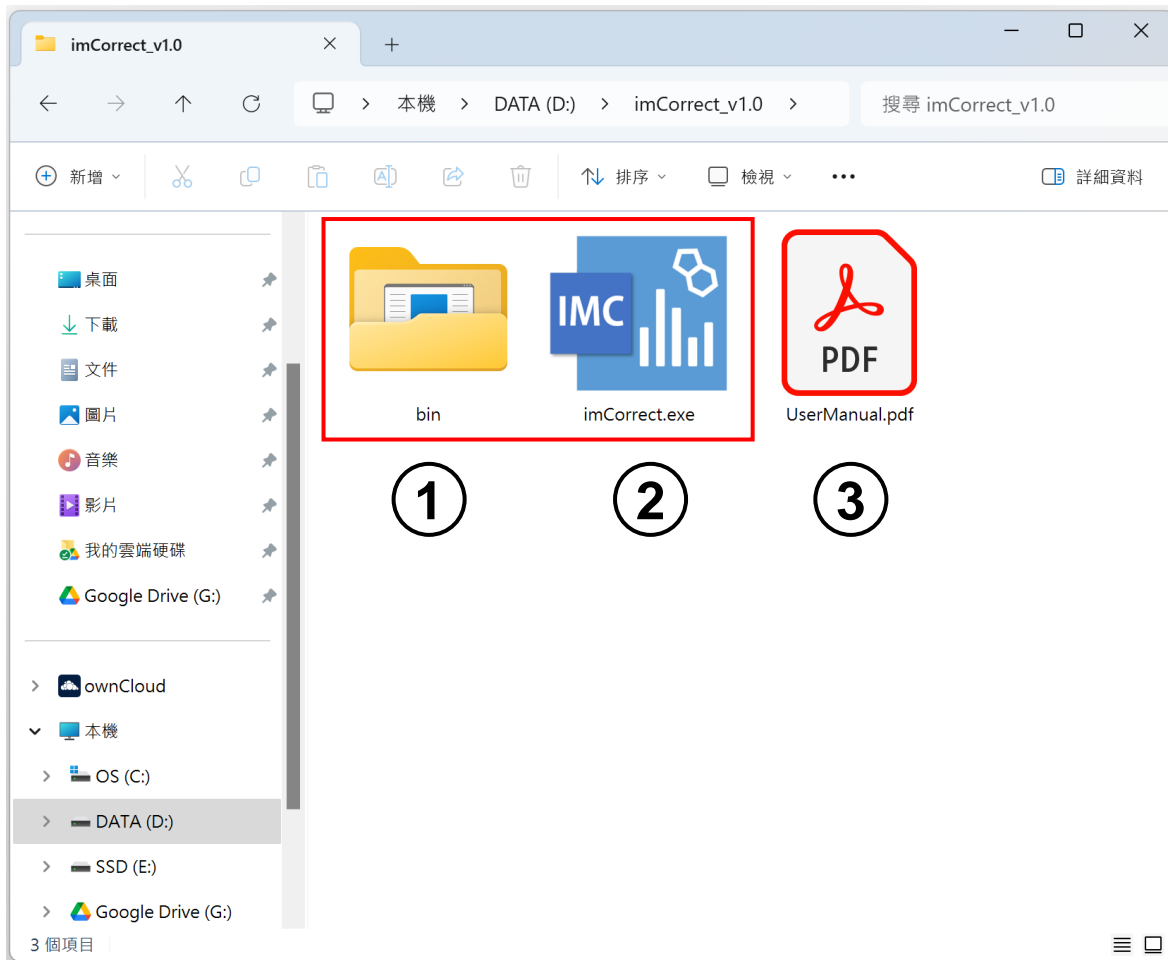 imCorrect_v1.0
本機 DATA (D:) imCorrect_v1.0
搜尋 imCorrect_v1.0
新增
排序
檢視
詳細資料
桌面
下載
文件
圖片
音樂
影片
我的雲端硬碟
Google Drive (G:)
ownCloud
本機
OS (C:)
DATA (D:)
SSD (E:)
Google Drive (G:)
IMC
PDF
bin
imCorrect.exe
UserManual.pdf
1
2
3
3 個項目